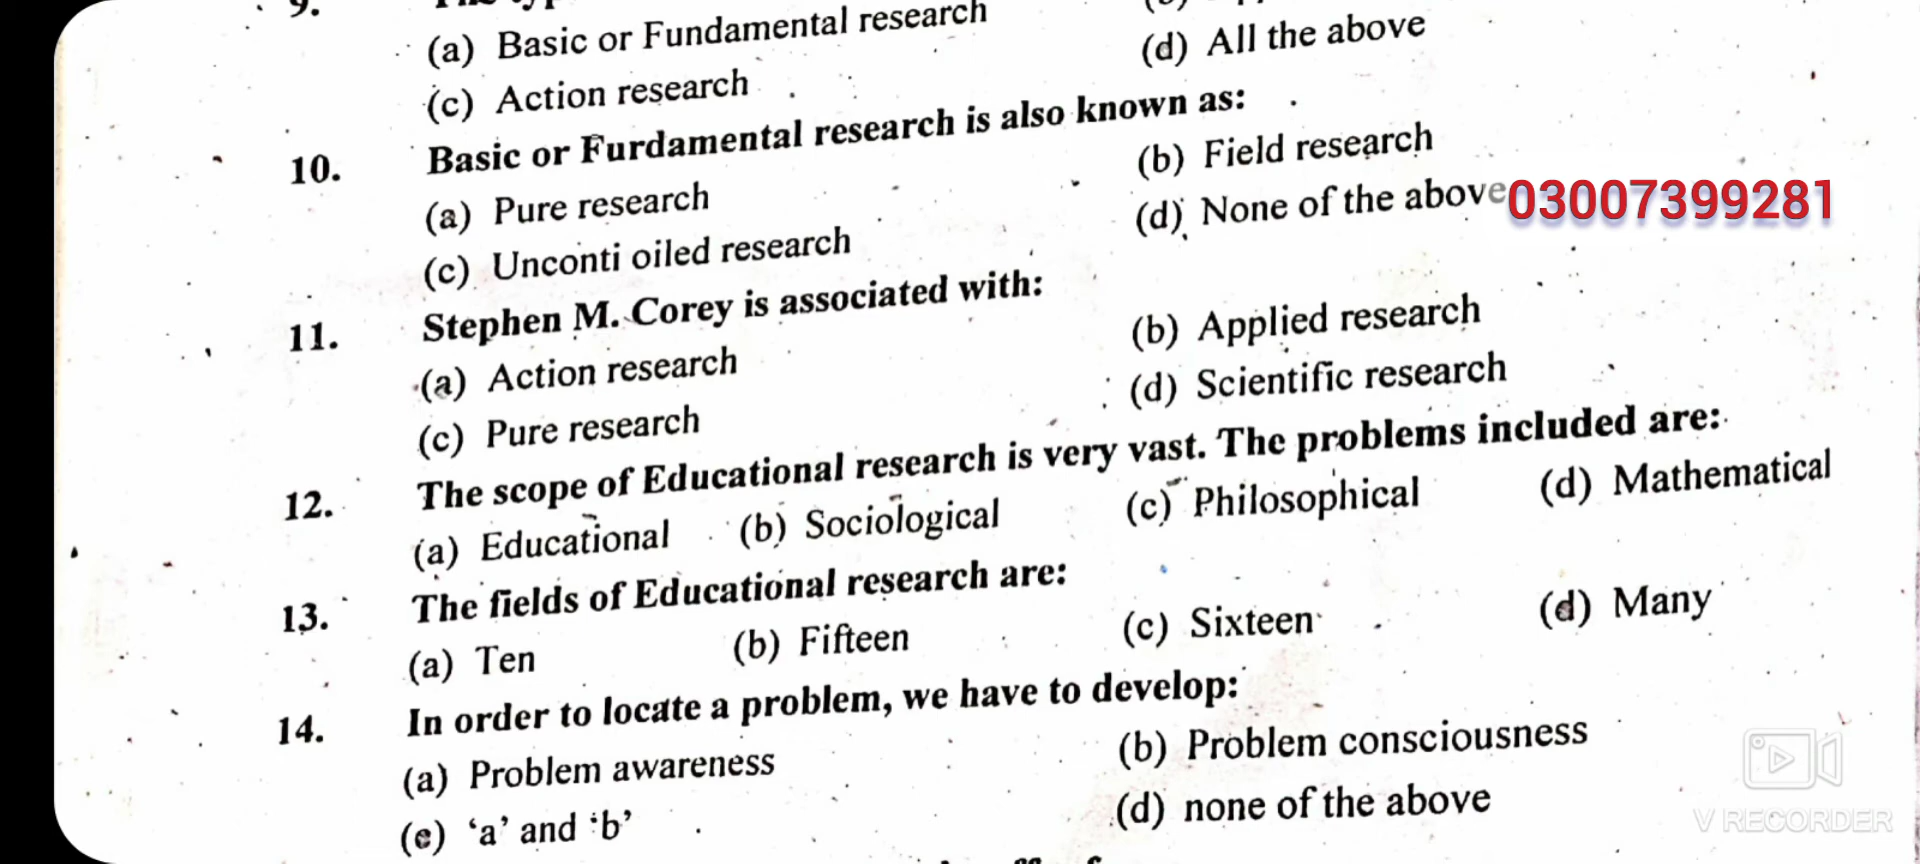 9.
(a) Basic or Fundamental research
(c) Action research
(d) All the above
10. Basic or Furdamental research is also known as:
(a) Pure research
(b) Field research
(c) Unconti oiled research
(d) None of the above
03007399281
11. Stephen M. Corey is associated with:
(a) Action research
(b) Applied research
(c) Pure research
(d) Scientific research
12. The scope of Educational research is very vast. The problems included are:
(a) Educational (b) Sociological (c) Philosophical (d) Mathematical
13. The fields of Educational research are:
(a) Ten (b) Fifteen (c) Sixteen (d) Many
14. In order to locate a problem, we have to develop:
(a) Problem awareness
(b) Problem consciousness
(c) 'a' and 'b'
(d) none of the above
V RECORDER